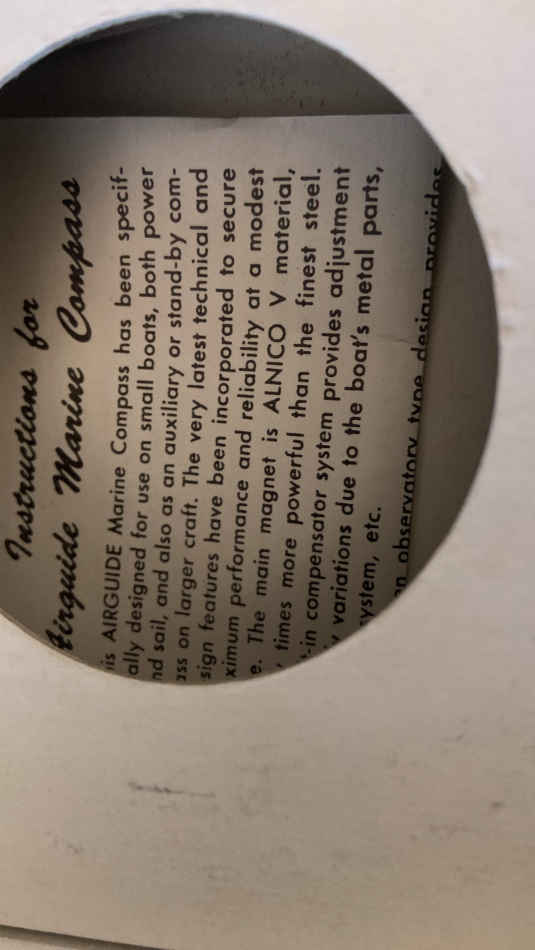 Instructions for
Airguide Marine Compass
is AIRGUIDE Marine Compass has been specif-
ally designed for use on small boats, both power
nd sail, and also as an auxiliary or stand-by com-
ss on larger craft. The very latest technical and
sign features have been incorporated to secure
ximum performance and reliability at a modest
e. The main magnet is ALNICO V material,
times more powerful than the finest steel.
-in compensator system provides adjustment
variations due to the boat's metal parts,
ystem, etc.
an observatory type design provides